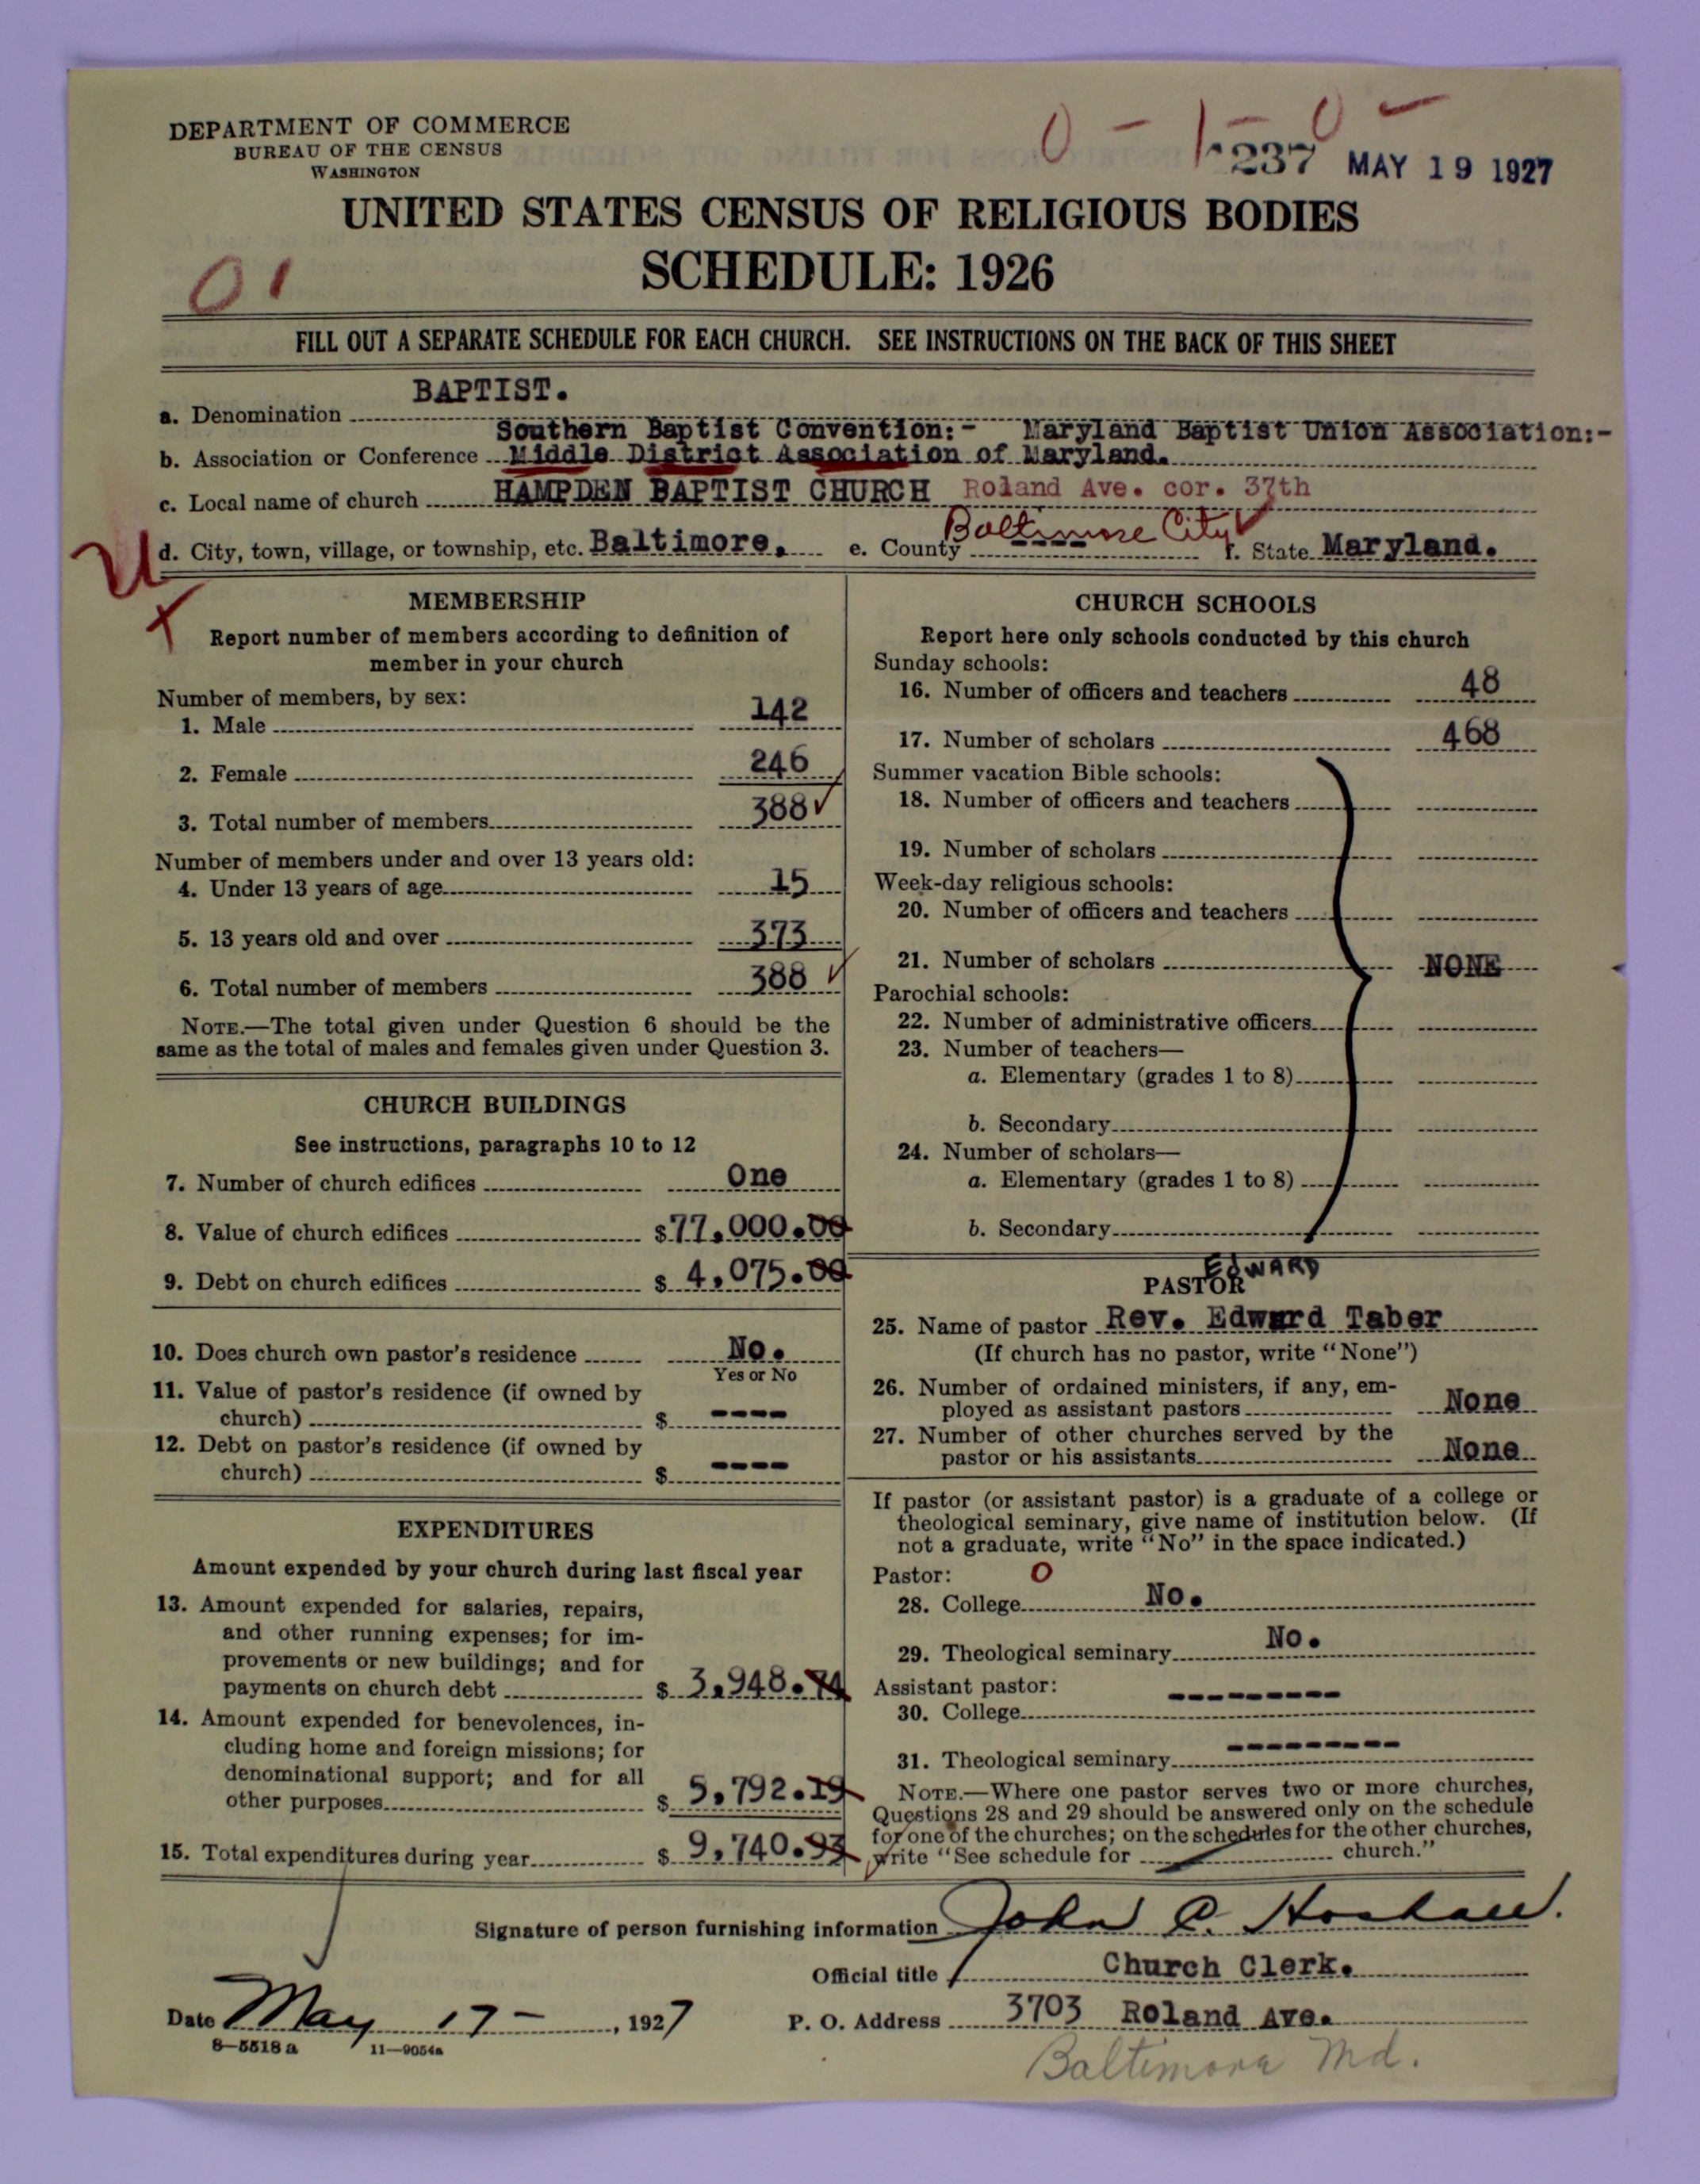 DEPARTMENT OF COMMERCE
BUREAU OF THE CENSUS
WASHINGTON
0 – 1 – 0 –
237 MAY 19 1927
UNITED STATES CENSUS OF RELIGIOUS BODIES
SCHEDULE: 1926
01
FILL OUT A SEPARATE SCHEDULE FOR EACH CHURCH. SEE INSTRUCTIONS ON THE BACK OF THIS SHEET
a. Denomination BAPTIST.
Southern Baptist Convention:- Maryland Baptist Union Association:-
b. Association or Conference Middle District Association of Maryland.
c. Local name of church HAMPDEN BAPTIST CHURCH Roland Ave. cor. 37th
d. City, town, village, or township, etc. Baltimore. e. County Baltimore City f. State Maryland.
MEMBERSHIP
Report number of members according to definition of
member in your church
Number of members, by sex:
1. Male 142
2. Female 246
3. Total number of members 388 ✓
Number of members under and over 13 years old:
4. Under 13 years of age 15
5. 13 years old and over 373
6. Total number of members 388 ✓
NOTE.—The total given under Question 6 should be the
same as the total of males and females given under Question 3.
CHURCH BUILDINGS
See instructions, paragraphs 10 to 12
7. Number of church edifices One
8. Value of church edifices $77,000.00
9. Debt on church edifices $ 4,075.00
10. Does church own pastor's residence No.
Yes or No
11. Value of pastor's residence (if owned by
church) $ ----
12. Debt on pastor's residence (if owned by
church) $ ----
EXPENDITURES
Amount expended by your church during last fiscal year
13. Amount expended for salaries, repairs,
and other running expenses; for im-
provements or new buildings; and for
payments on church debt $ 3,948.74
14. Amount expended for benevolences, in-
cluding home and foreign missions; for
denominational support; and for all
other purposes $ 5,792.19
15. Total expenditures during year $ 9,740.93
CHURCH SCHOOLS
Report here only schools conducted by this church
Sunday schools:
16. Number of officers and teachers 48
17. Number of scholars 468
Summer vacation Bible schools:
18. Number of officers and teachers
19. Number of scholars
Week-day religious schools:
20. Number of officers and teachers
21. Number of scholars NONE
Parochial schools:
22. Number of administrative officers
23. Number of teachers—
a. Elementary (grades 1 to 8)
b. Secondary
24. Number of scholars—
a. Elementary (grades 1 to 8)
b. Secondary
EDWARD
PASTOR
25. Name of pastor Rev. Edward Taber
(If church has no pastor, write "None")
26. Number of ordained ministers, if any, em-
ployed as assistant pastors None
27. Number of other churches served by the
pastor or his assistants None
If pastor (or assistant pastor) is a graduate of a college or
theological seminary, give name of institution below. (If
not a graduate, write "No" in the space indicated.)
Pastor: 0
28. College No.
29. Theological seminary No.
Assistant pastor:
30. College ---------
31. Theological seminary ---------
NOTE.—Where one pastor serves two or more churches,
Questions 28 and 29 should be answered only on the schedule
for one of the churches; on the schedules for the other churches,
write "See schedule for church."
Signature of person furnishing information John C.
Official title Church Clerk.
Date May 17 – , 1927 P. O. Address 3703 Roland Ave.
8—5518 a 11—9054a
Baltimore Md.